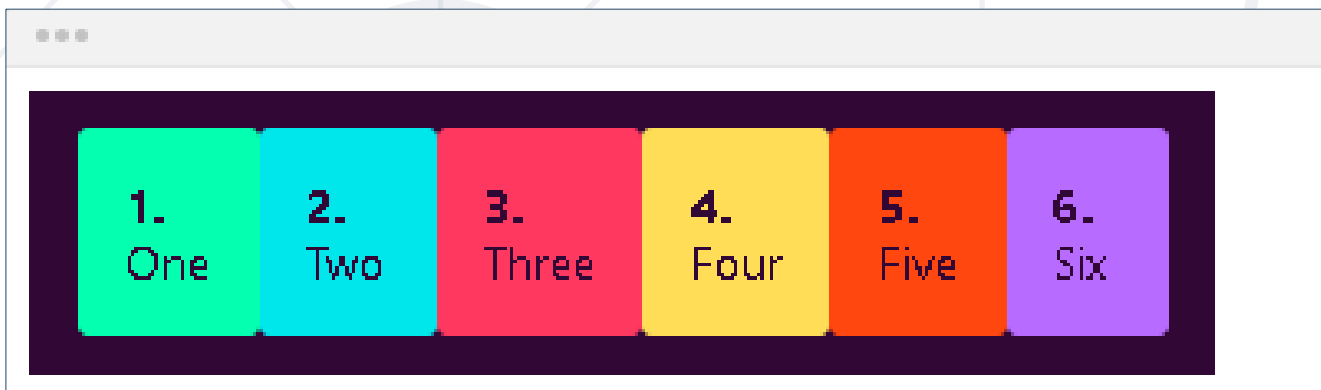 1.
One
2.
Two
3.
Three
4.
Four
5.
Five
6.
Six